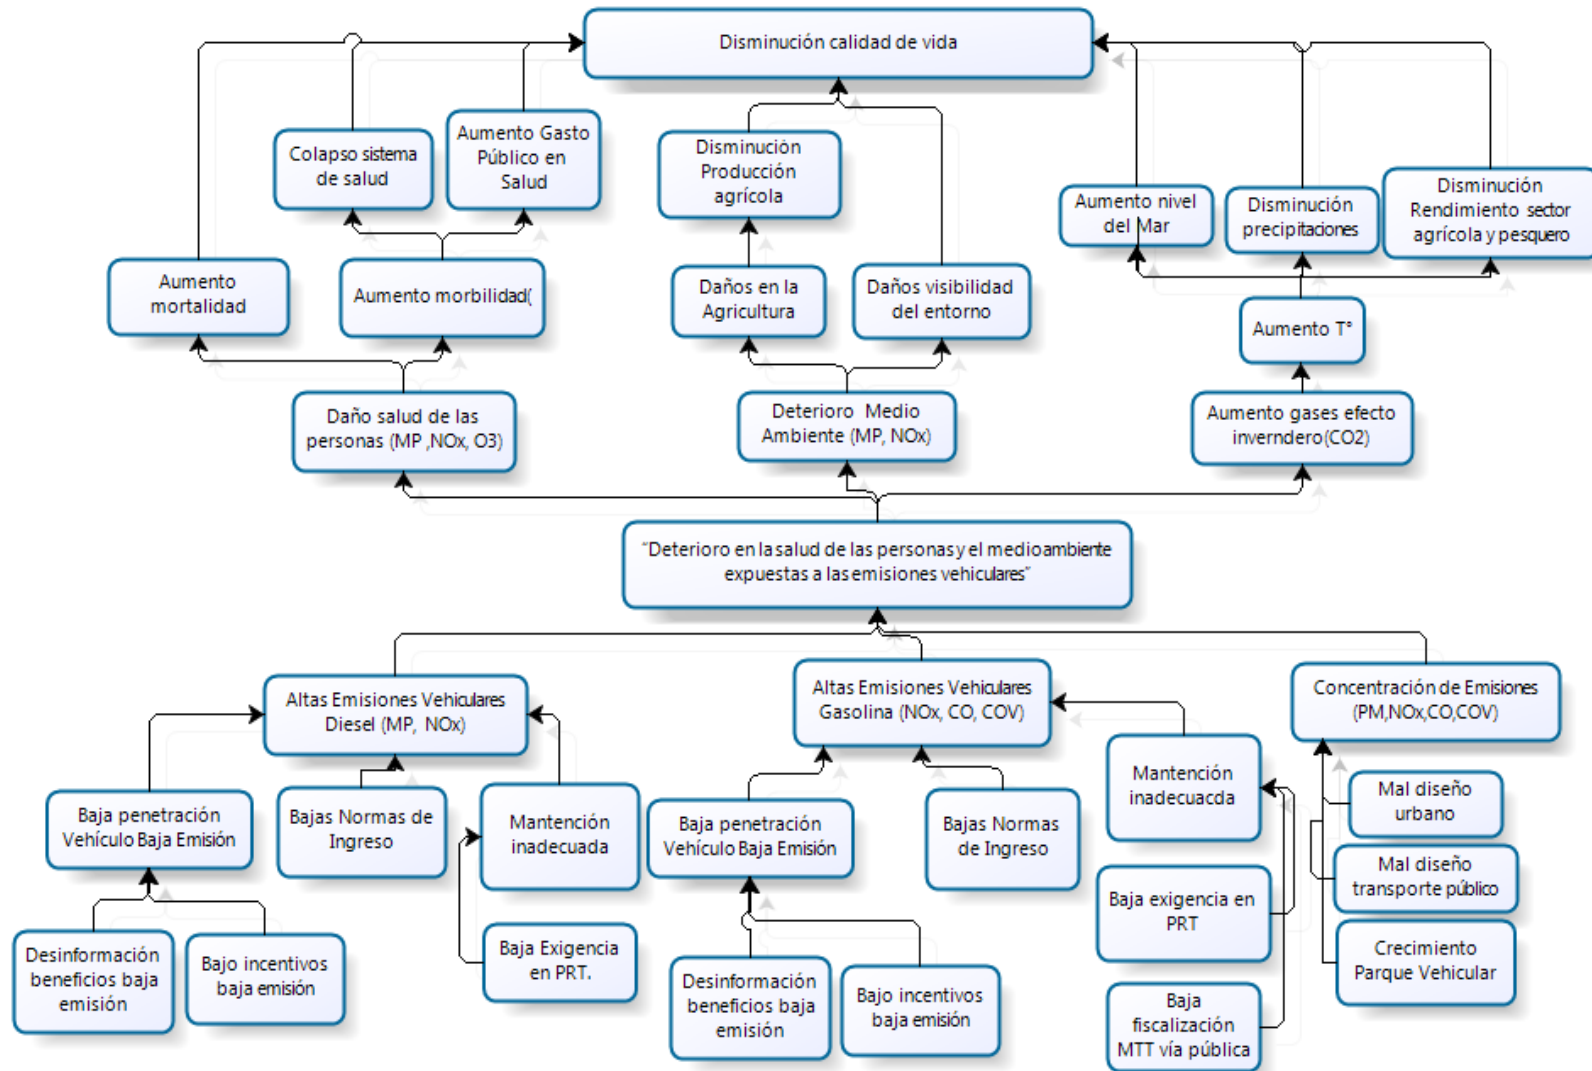 Disminución calidad de vida
Colapso sistema
de salud
Aumento Gasto
Público en
Salud
Disminución
Producción
agrícola
Aumento nivel
del Mar
Disminución
precipitaciones
Disminución
Rendimiento sector
agrícola y pesquero
Aumento
mortalidad
Aumento morbilidad(
Daños en la
Agricultura
Daños visibilidad
del entorno
Aumento T°
Daño salud de las
personas (MP ,NOx, O3)
Deterioro Medio
Ambiente (MP, NOx)
Aumento gases efecto
inverndero(CO2)
"Deterioro en la salud de las personas y el medioambiente
expuestas a las emisiones vehiculares"
Altas Emisiones Vehiculares
Diesel (MP, NOx)
Altas Emisiones Vehiculares
Gasolina (NOx, CO, COV)
Concentración de Emisiones
(PM,NOx,CO,COV)
Baja penetración
Vehículo Baja Emisión
Bajas Normas de
Ingreso
Mantención
inadecuada
Baja penetración
Vehículo Baja Emisión
Bajas Normas
de Ingreso
Mantención
inadecuacda
Mal diseño
urbano
Mal diseño
transporte público
Crecimiento
Parque Vehicular
Desinformación
beneficios baja
emisión
Bajo incentivos
baja emisión
Baja Exigencia
en PRT.
Desinformación
beneficios baja
emisión
Bajo incentivos
baja emisión
Baja exigencia en
PRT
Baja
fiscalización
MTT vía pública